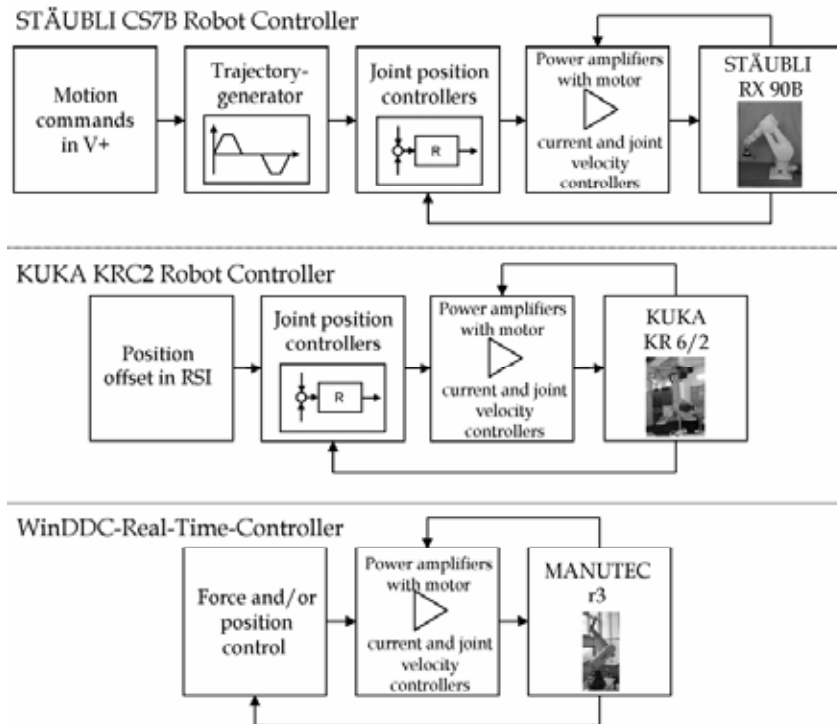 STÄUBLI CS7B Robot Controller
Motion
commands
in V+
Trajectory-
generator
Joint position
controllers
R
Power amplifiers
with motor
current and joint
velocity
controllers
STÄUBLI
RX 90B
KUKA KRC2 Robot Controller
Position
offset in RSI
Joint position
controllers
R
Power amplifiers
with motor
current and joint
velocity
controllers
KUKA
KR 6/2
WinDDC-Real-Time-Controller
Force and/or
position
control
Power amplifiers
with motor
current and joint
velocity
controllers
MANUTEC
r3